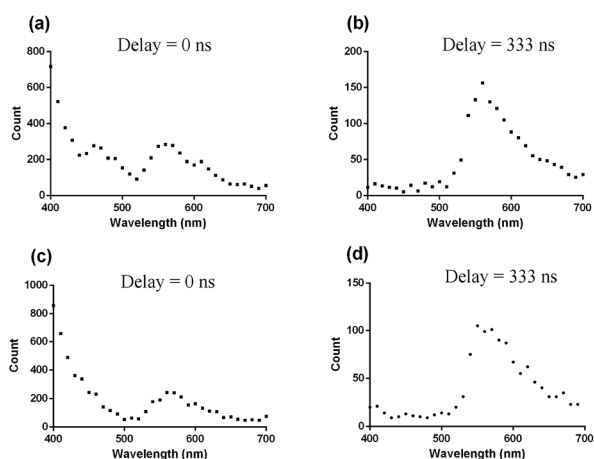 (a)
Delay = 0 ns
800
600
400
200
0
Count
400 500 600 700
Wavelength (nm)
(b)
Delay = 333 ns
200
150
100
50
0
Count
400 500 600 700
Wavelength (nm)
(c)
Delay = 0 ns
1000
800
600
400
200
0
Count
400 500 600 700
Wavelength (nm)
(d)
Delay = 333 ns
150
100
50
0
Count
400 500 600 700
Wavelength (nm)